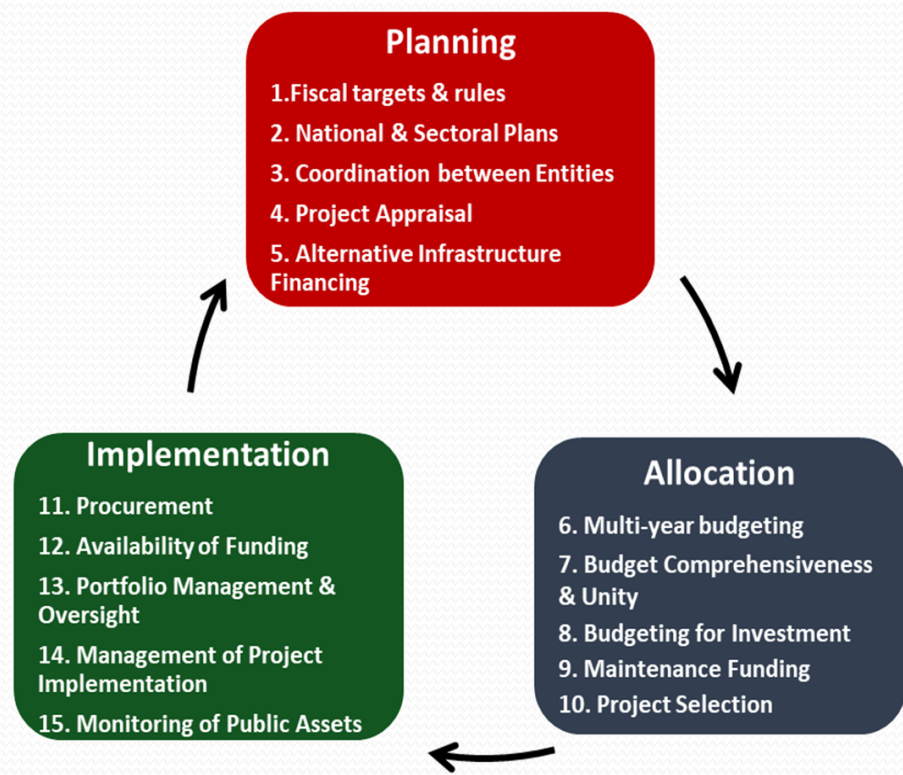 Planning
1.Fiscal targets & rules
2. National & Sectoral Plans
3. Coordination between Entities
4. Project Appraisal
5. Alternative Infrastructure
Financing
Allocation
6. Multi-year budgeting
7. Budget Comprehensiveness
& Unity
8. Budgeting for Investment
9. Maintenance Funding
10. Project Selection
Implementation
11. Procurement
12. Availability of Funding
13. Portfolio Management &
Oversight
14. Management of Project
Implementation
15. Monitoring of Public Assets